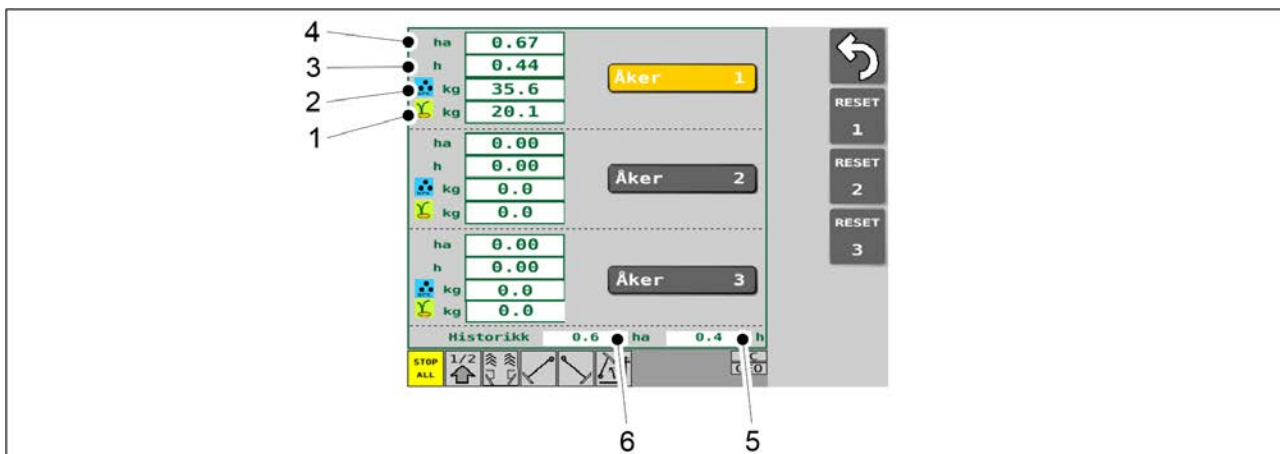 4
ha 0.67
3
h 0.44
Åker 1
2
kg 35.6
1
kg 20.1
RESET
1
ha 0.00
h 0.00
Åker 2
kg 0.0
kg 0.0
RESET
2
ha 0.00
h 0.00
Åker 3
kg 0.0
kg 0.0
RESET
3
Historikk 0.6 ha 0.4 h
STOP
ALL
1/2
GEO
6
5